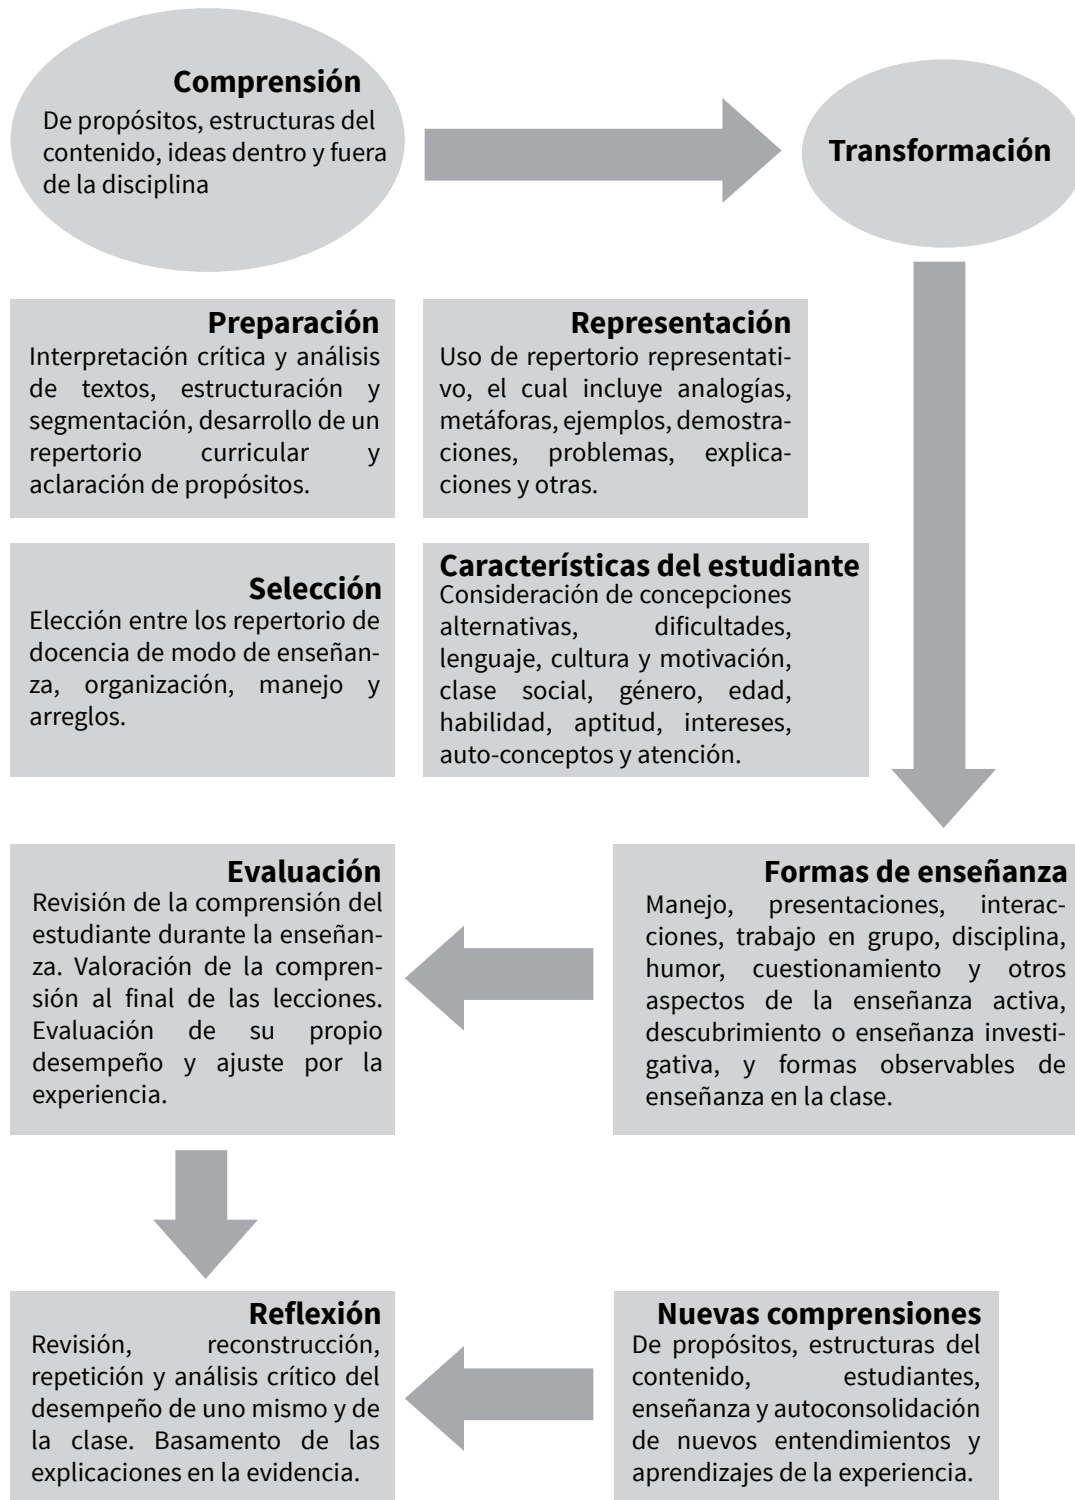 Comprensión
De propósitos, estructuras del
contenido, ideas dentro y fuera
de la disciplina
Transformación
Preparación
Interpretación crítica y análisis
de textos, estructuración y
segmentación, desarrollo de un
repertorio curricular y
aclaración de propósitos.
Representación
Uso de repertorio representati-
vo, el cual incluye analogías,
metáforas, ejemplos, demostra-
ciones, problemas, explica-
ciones y otras.
Selección
Elección entre los repertorio de
docencia de modo de enseñan-
za, organización, manejo y
arreglos.
Características del estudiante
Consideración de concepciones
alternativas, dificultades,
lenguaje, cultura y motivación,
clase social, género, edad,
habilidad, aptitud, intereses,
auto-conceptos y atención.
Evaluación
Revisión de la comprensión del
estudiante durante la enseñan-
za. Valoración de la compren-
sión al final de las lecciones.
Evaluación de su propio
desempeño y ajuste por la
experiencia.
Formas de enseñanza
Manejo, presentaciones, interac-
ciones, trabajo en grupo, disciplina,
humor, cuestionamiento y otros
aspectos de la enseñanza activa,
descubrimiento o enseñanza investi-
gativa, y formas observables de
enseñanza en la clase.
Reflexión
Revisión, reconstrucción,
repetición y análisis crítico del
desempeño de uno mismo y de
la clase. Basamento de las
explicaciones en la evidencia.
Nuevas comprensiones
De propósitos, estructuras del
contenido, estudiantes,
enseñanza y autoconsolidación
de nuevos entendimientos y
aprendizajes de la experiencia.